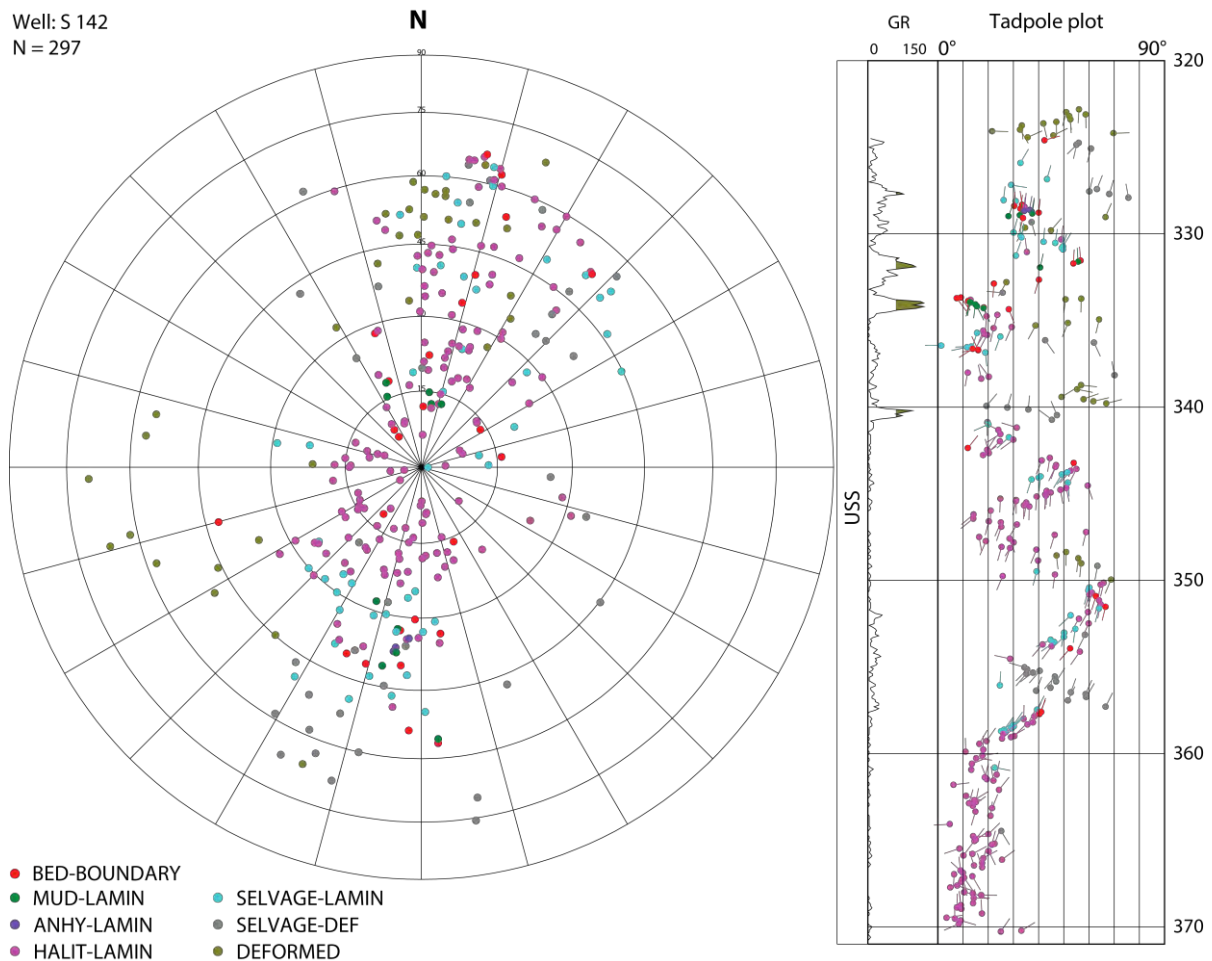 Well: S 142
N = 297
N
90
75
60
45
35
15
GR
0 150
Tadpole plot
0° 90°
320
330
340
350
360
370
USS
BED-BOUNDARY
MUD-LAMIN
ANHY-LAMIN
HALIT-LAMIN
SELVAGE-LAMIN
SELVAGE-DEF
DEFORMED